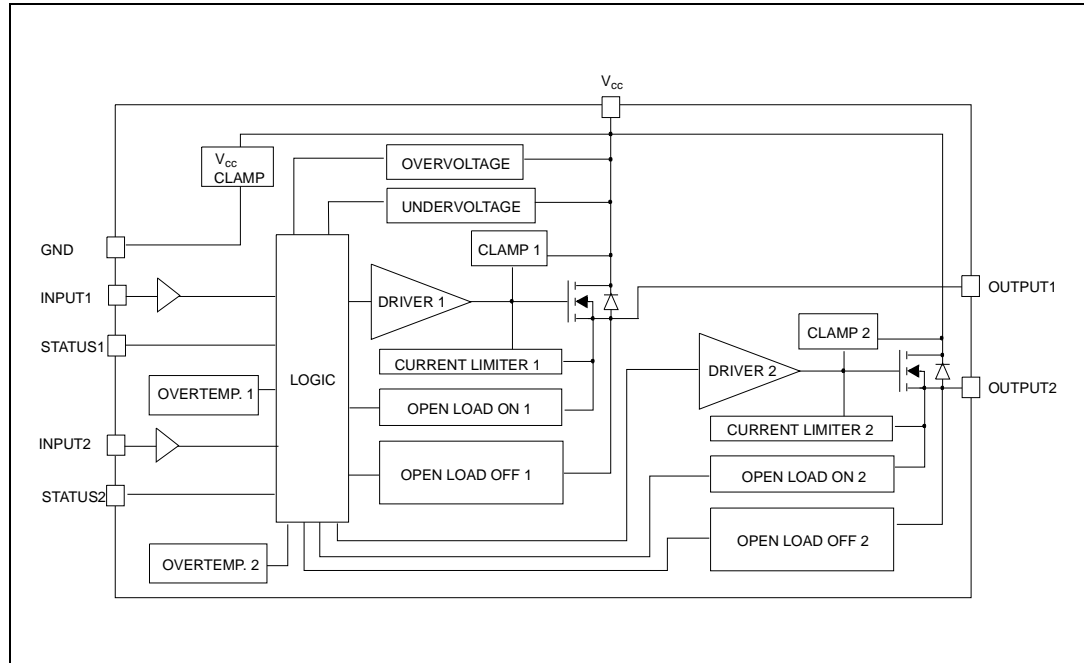 Vcc
Vcc
CLAMP
OVERVOLTAGE
UNDERVOLTAGE
GND
CLAMP 1
INPUT1
DRIVER 1
OUTPUT1
STATUS1
CURRENT LIMITER 1
LOGIC
CLAMP 2
DRIVER 2
OVERTEMP. 1
OPEN LOAD ON 1
OUTPUT2
INPUT2
CURRENT LIMITER 2
OPEN LOAD OFF 1
OPEN LOAD ON 2
STATUS2
OPEN LOAD OFF 2
OVERTEMP. 2